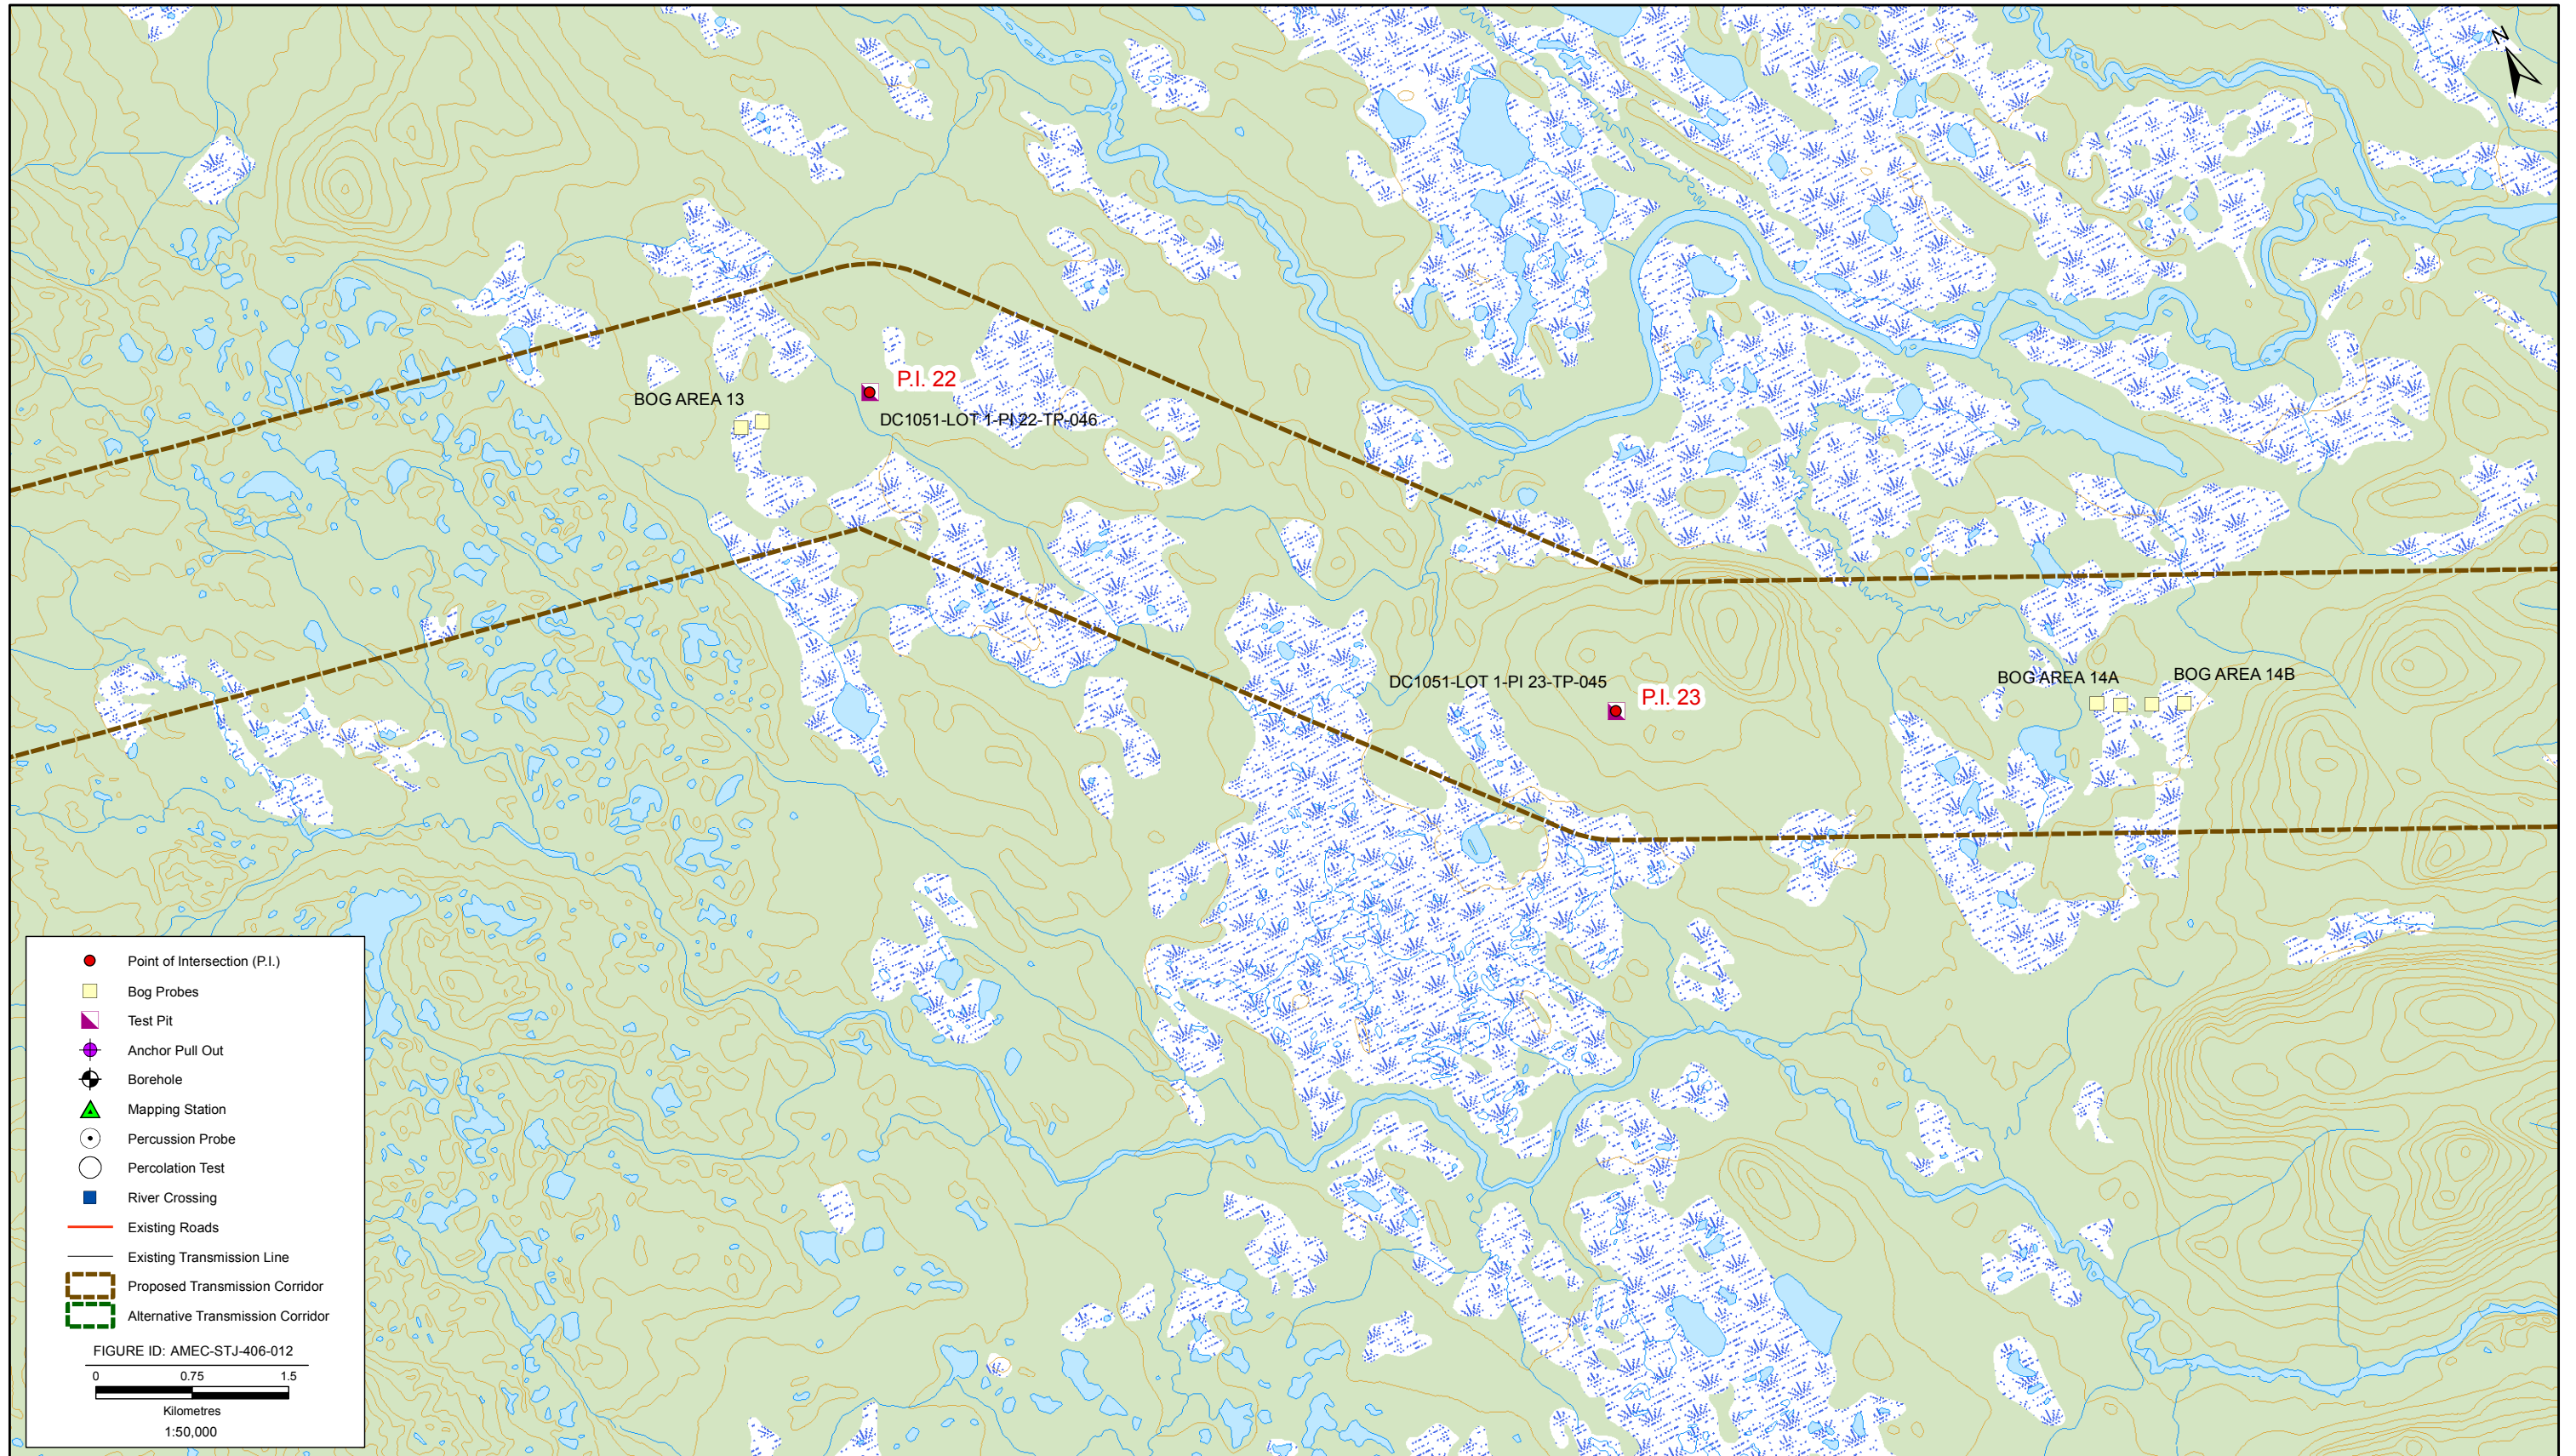 N
P.I. 22
BOG AREA 13
DC1051-LOT 1-PI 22-TP-046
DC1051-LOT 1-PI 23-TP-045
P.I. 23
BOG AREA 14A
BOG AREA 14B
Point of Intersection (P.I.)
Bog Probes
Test Pit
Anchor Pull Out
Borehole
Mapping Station
Percussion Probe
Percolation Test
River Crossing
Existing Roads
Existing Transmission Line
Proposed Transmission Corridor
Alternative Transmission Corridor
FIGURE ID: AMEC-STJ-406-012
0 0.75 1.5
Kilometres
1:50,000